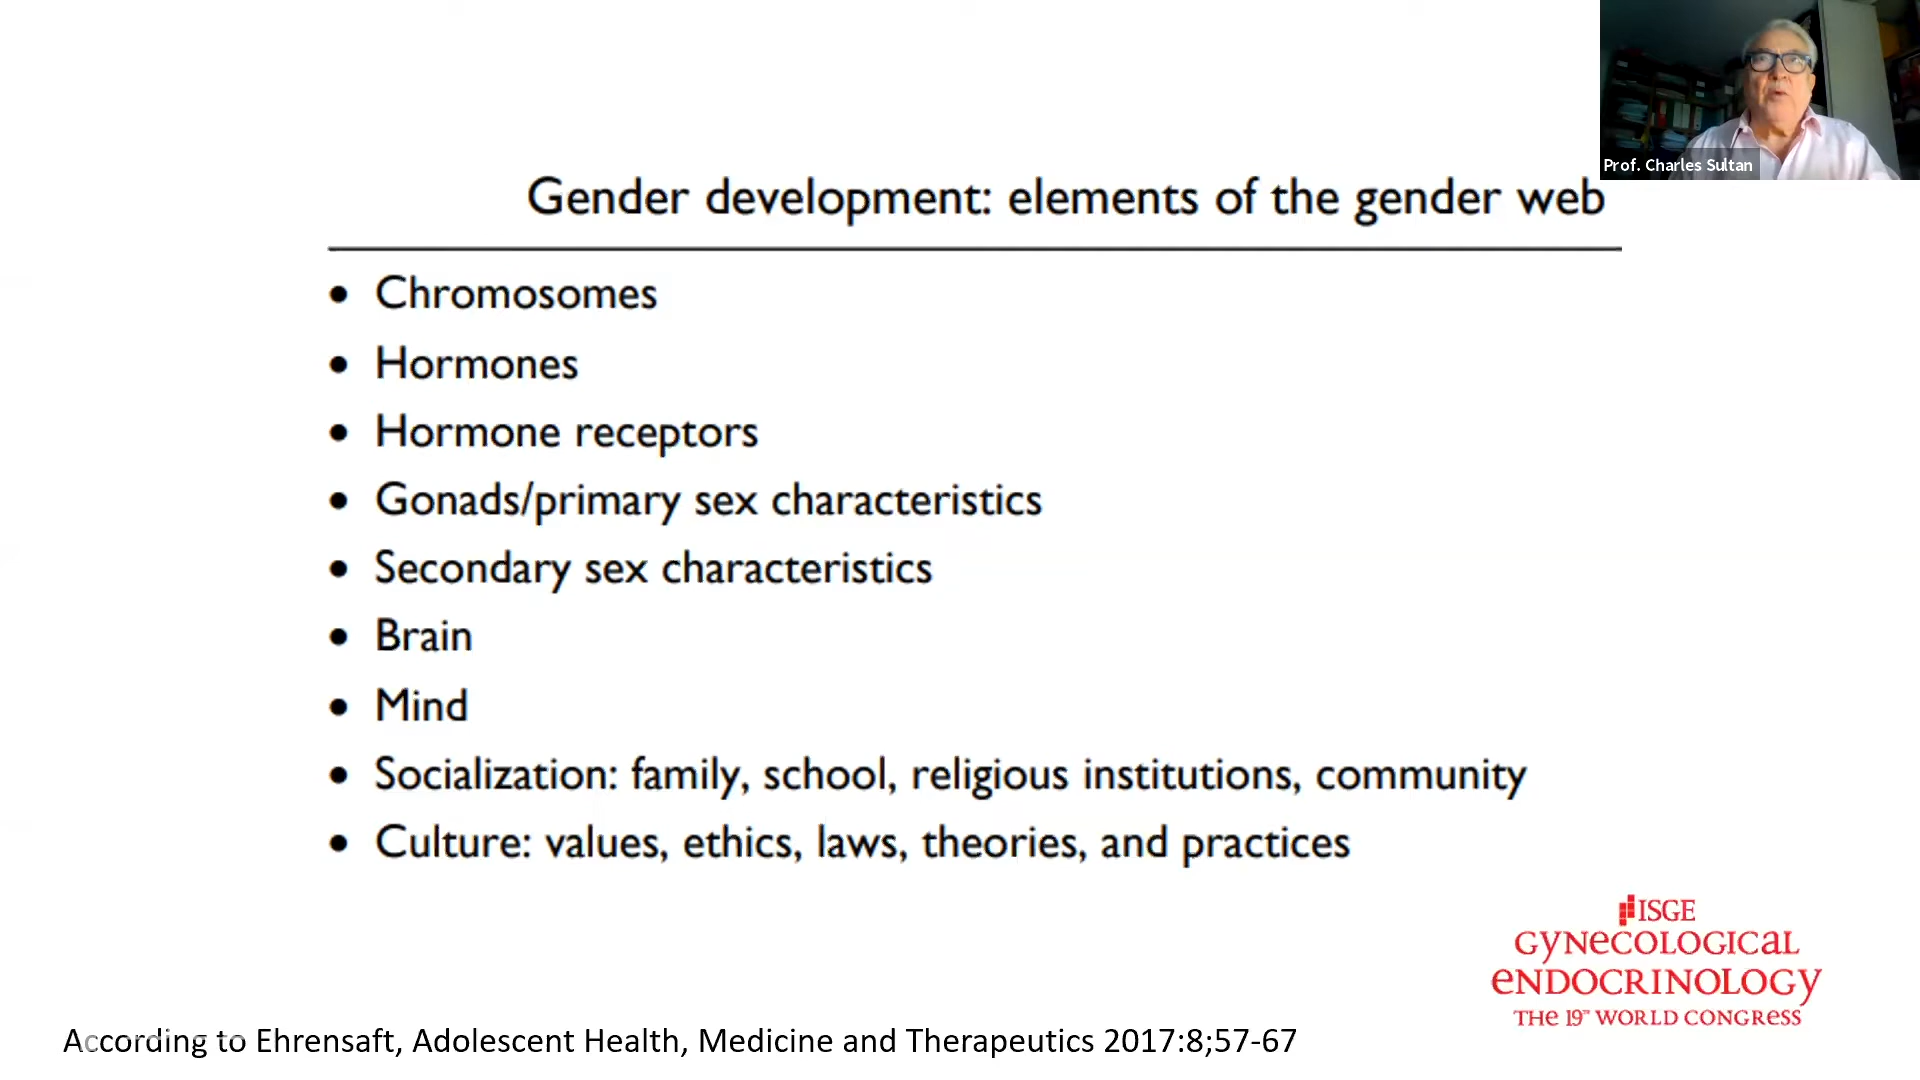 Prof. Charles Sultan
Gender development: elements of the gender web
• Chromosomes
• Hormones
• Hormone receptors
• Gonads/primary sex characteristics
• Secondary sex characteristics
• Brain
• Mind
• Socialization: family, school, religious institutions, community
• Culture: values, ethics, laws, theories, and practices
ISGE
GYNeCOLOGICaL
eNDOCRINOLOGY
THe 19TH WORLD CONGRess
According to Ehrensaft, Adolescent Health, Medicine and Therapeutics 2017:8;57-67